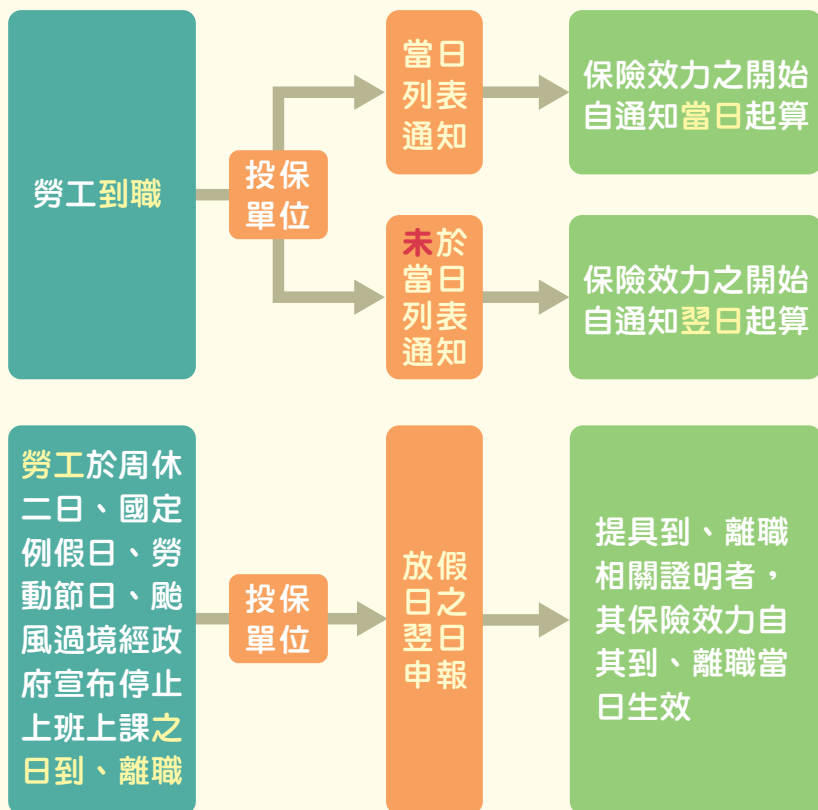 勞工到職
投保
單位
當日
列表
通知
保險效力之開始
自通知當日起算
未於
當日
列表
通知
保險效力之開始
自通知翌日起算
勞工於周休
二日、國定
例假日、勞
動節日、颱
風過境經政
府宣布停止
上班上課之
日到、離職
投保
單位
放假
日之
翌日
申報
提具到、離職
相關證明者，
其保險效力自
其到、離職當
日生效